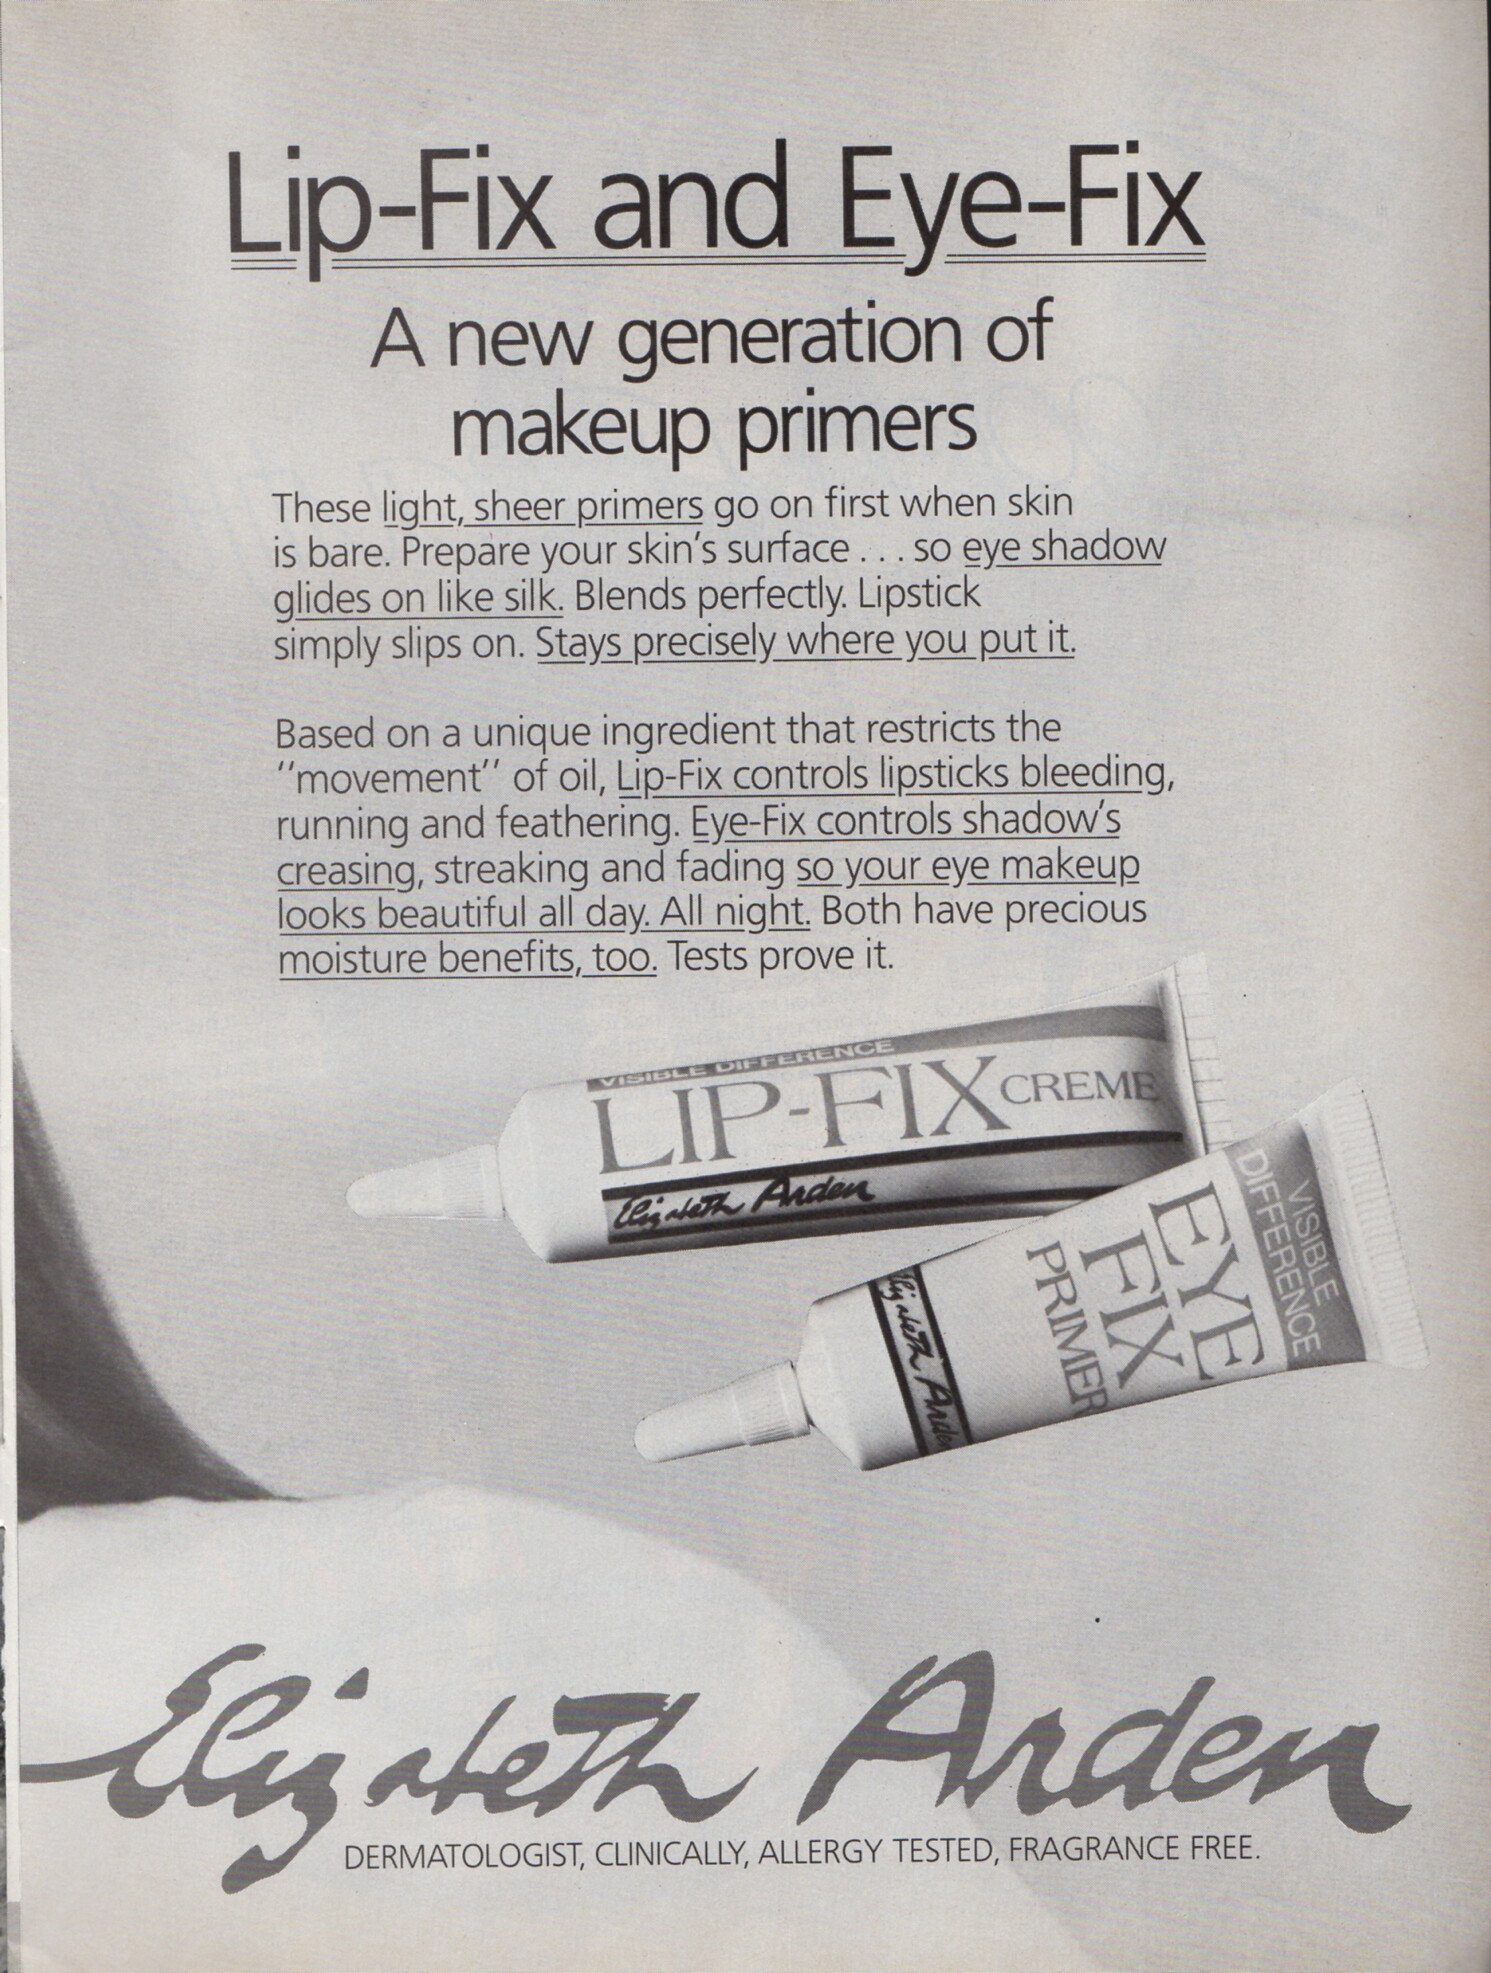 Lip-Fix and Eye-Fix
A new generation of
makeup primers
These light, sheer primers go on first when skin
is bare. Prepare your skin's surface . . . so eye shadow
glides on like silk. Blends perfectly. Lipstick
simply slips on. Stays precisely where you put it.
Based on a unique ingredient that restricts the
"movement" of oil, Lip-Fix controls lipsticks bleeding,
running and feathering. Eye-Fix controls shadow's
creasing, streaking and fading so your eye makeup
looks beautiful all day. All night. Both have precious
moisture benefits, too. Tests prove it.
VISIBLE DIFFERENCE
LIP-FIX CREME
Elizabeth Arden
VISIBLE
DIFFERENCE
EYE
FIX
PRIMER
Elizabeth Arden
Elizabeth Arden
DERMATOLOGIST, CLINICALLY, ALLERGY TESTED, FRAGRANCE FREE.